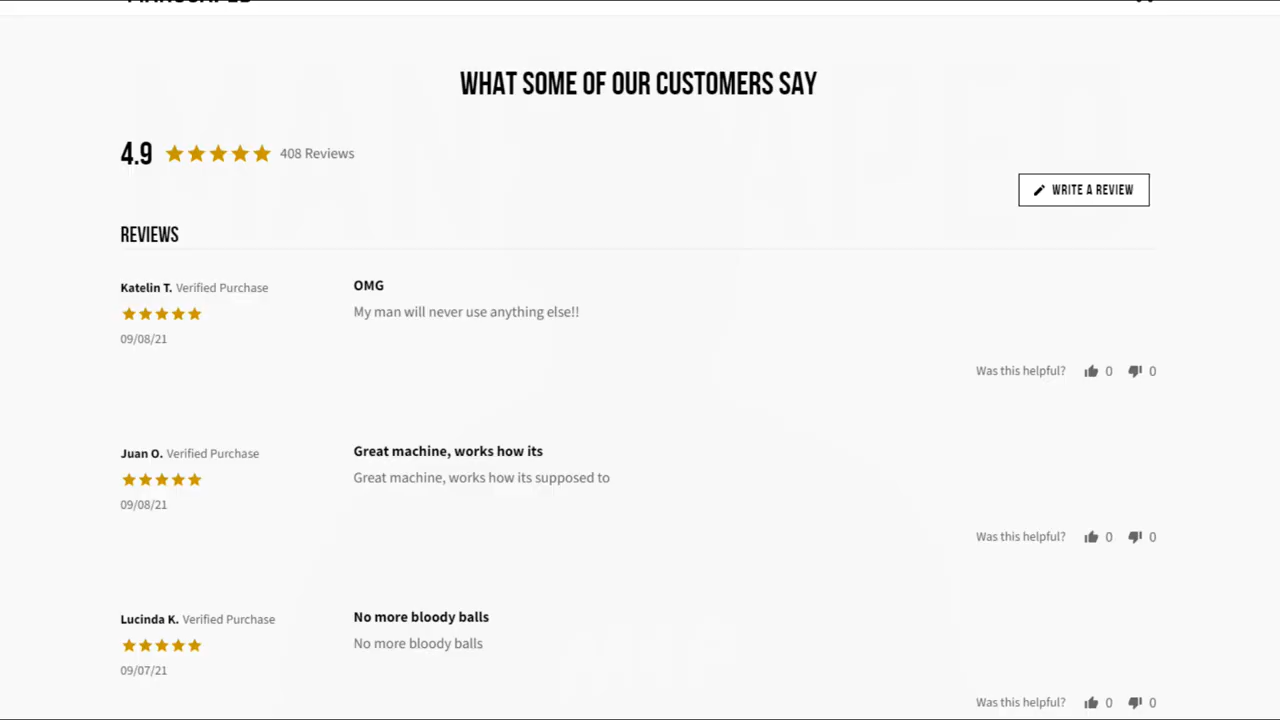 WHAT SOME OF OUR CUSTOMERS SAY
4.9 408 Reviews
WRITE A REVIEW
REVIEWS
Katelin T. Verified Purchase
OMG
My man will never use anything else!!
09/08/21
Was this helpful? 0 0
Juan O. Verified Purchase
Great machine, works how its
Great machine, works how its supposed to
09/08/21
Was this helpful? 0 0
Lucinda K. Verified Purchase
No more bloody balls
No more bloody balls
09/07/21
Was this helpful? 0 0